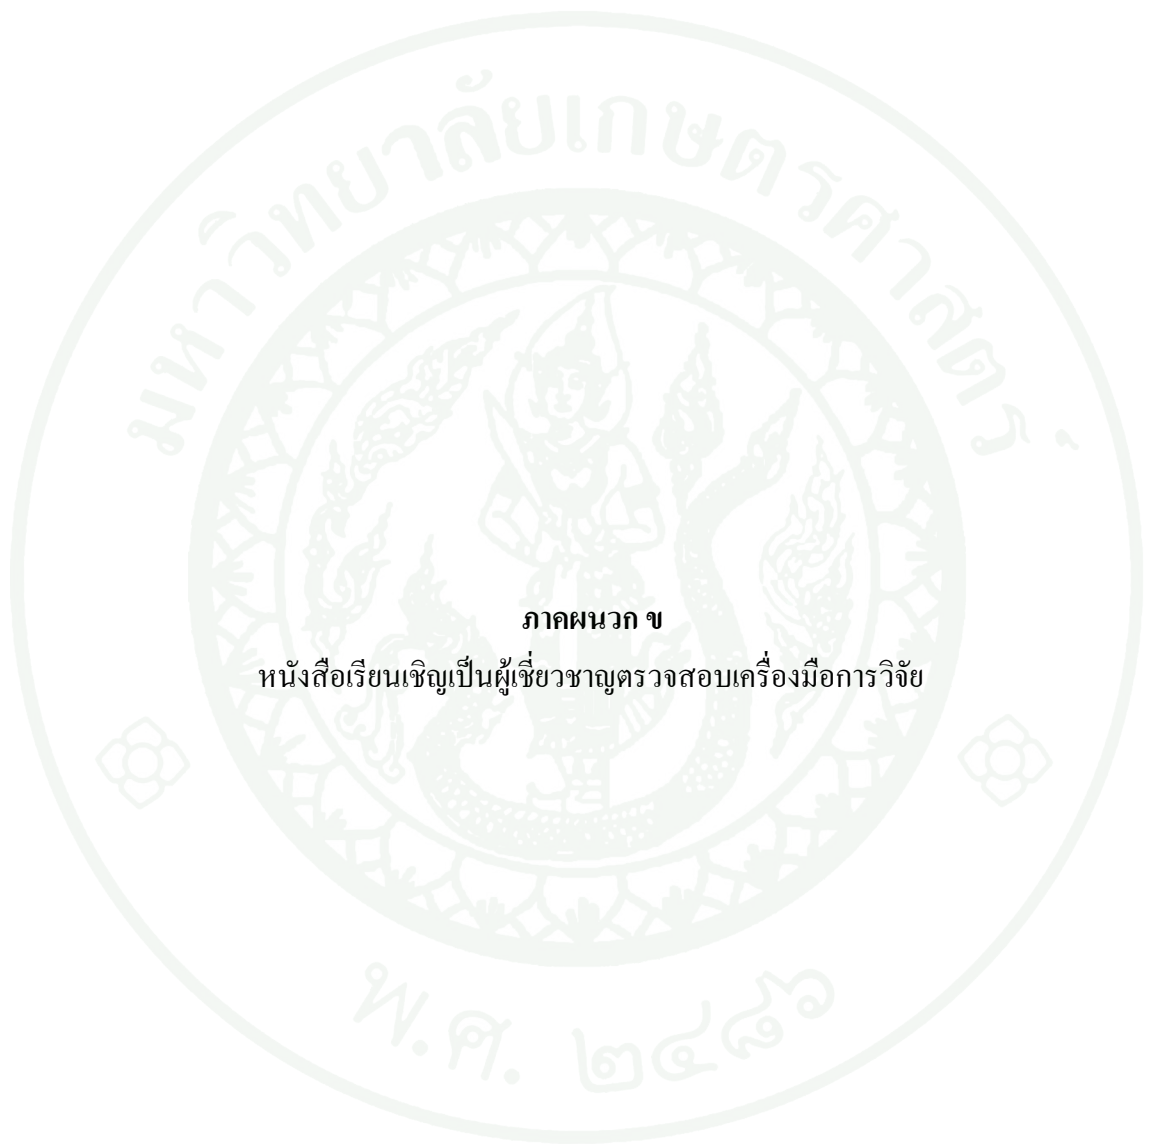 มหาวิทยาลัยเกษตรศาสตร์
ภาคผนวก ข
หนังสือเรียนเชิญเป็นผู้เชี่ยวชาญตรวจสอบเครื่องมือการวิจัย
พ.ศ. ๒๔๘๖